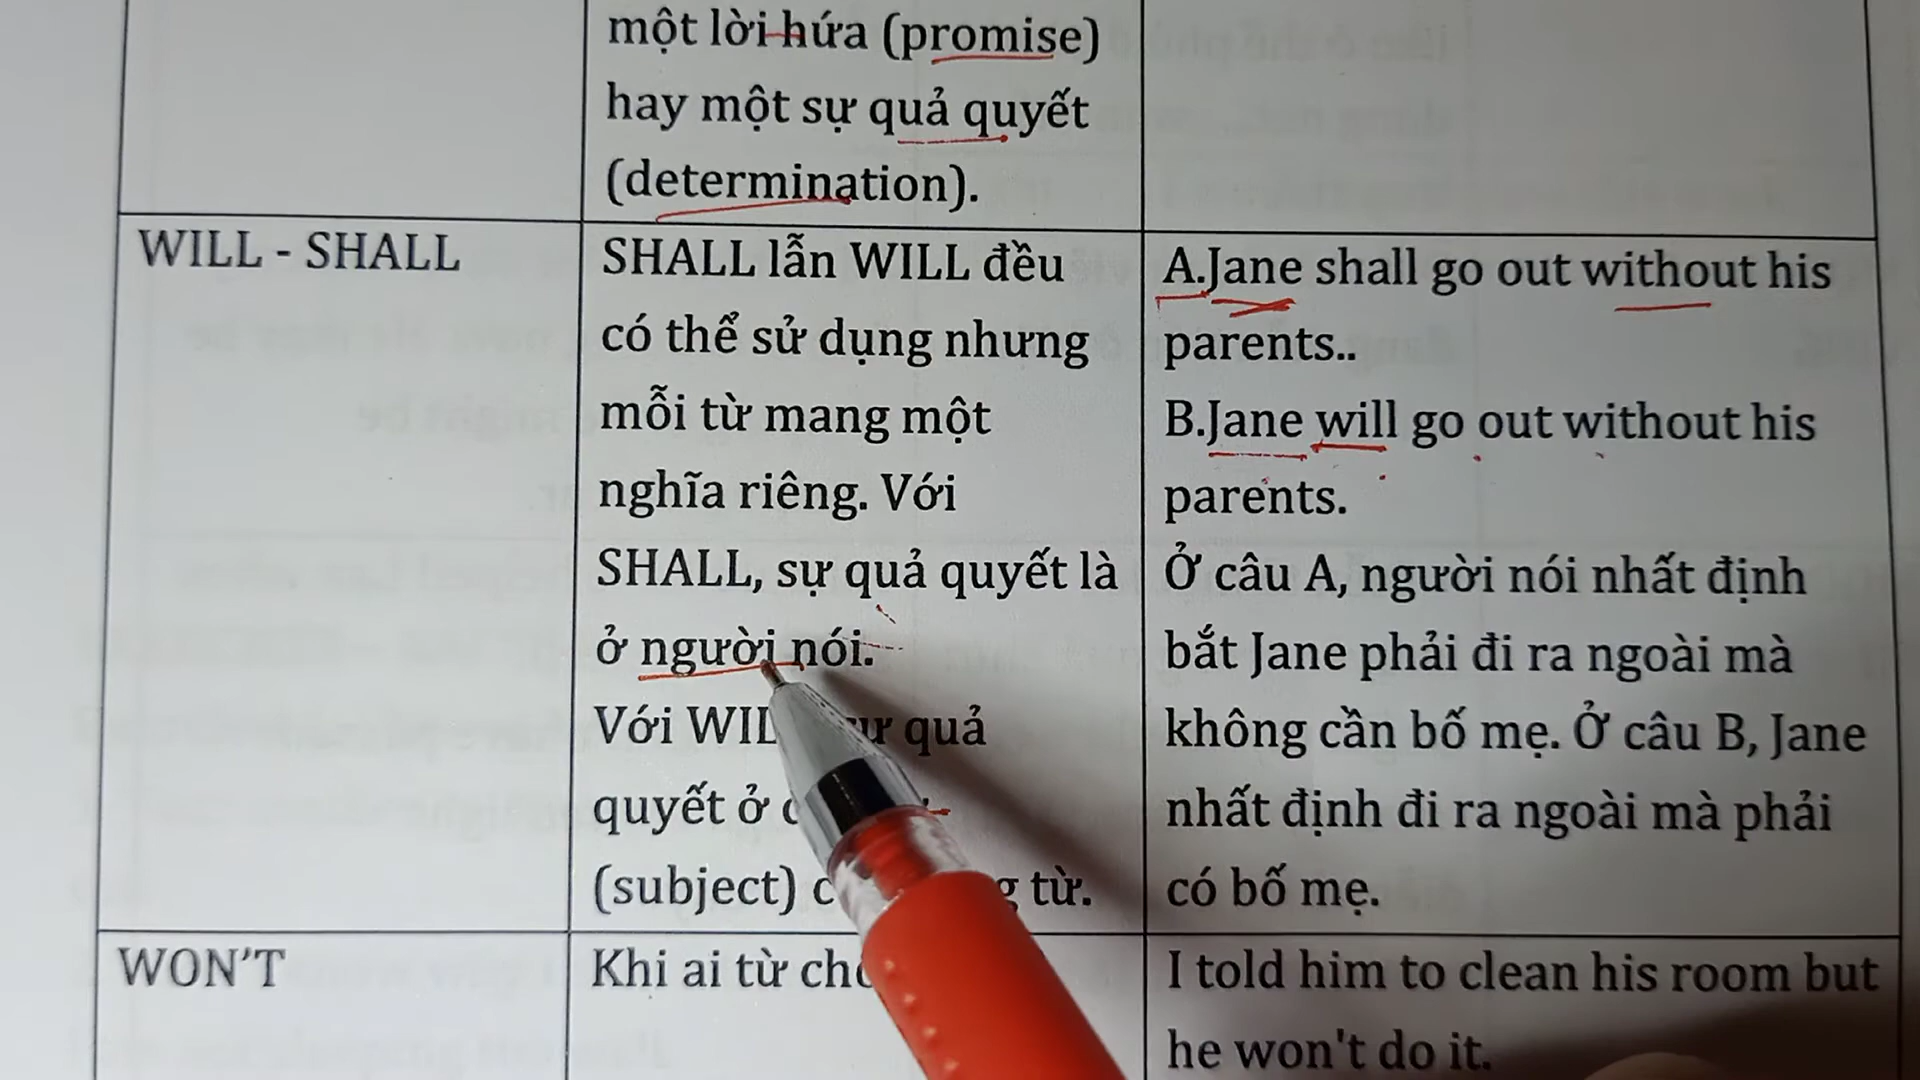 một lời hứa (promise)
hay một sự quả quyết
(determination).
WILL - SHALL
SHALL lẫn WILL đều
có thể sử dụng nhưng
mỗi từ mang một
nghĩa riêng. Với
SHALL, sự quả quyết là
ở người nói.
Với quả
quyết ở
(subject) từ.
A.Jane shall go out without his
parents..
B.Jane will go out without his
parents.
Ở câu A, người nói nhất định
bắt Jane phải đi ra ngoài mà
không cần bố mẹ. Ở câu B, Jane
nhất định đi ra ngoài mà phải
có bố mẹ.
WON'T
Khi ai từ
I told him to clean his room but
he won't do it.